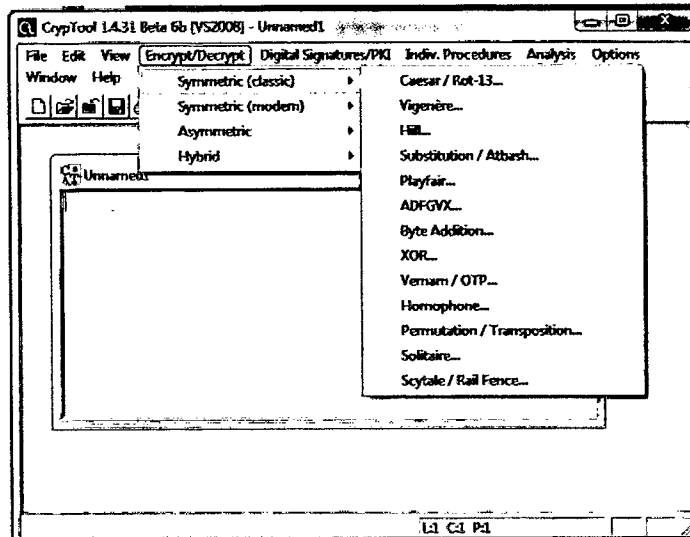 CrypTool 1.4.31 Beta 6b [VS2008] - Unnamed1
File Edit View Encrypt/Decrypt Digital Signatures/PKI Indiv. Procedures Analysis Options
Window Help
Symmetric (classic)
Symmetric (modern)
Asymmetric
Hybrid
Caesar / Rot-13...
Vigenère...
Hill...
Substitution / Atbash...
Playfair...
ADFGVX...
Byte Addition...
XOR...
Vernam / OTP...
Homophone...
Permutation / Transposition...
Solitaire...
Scytale / Rail Fence...
Unnamed1
L:1 C:1 P:1